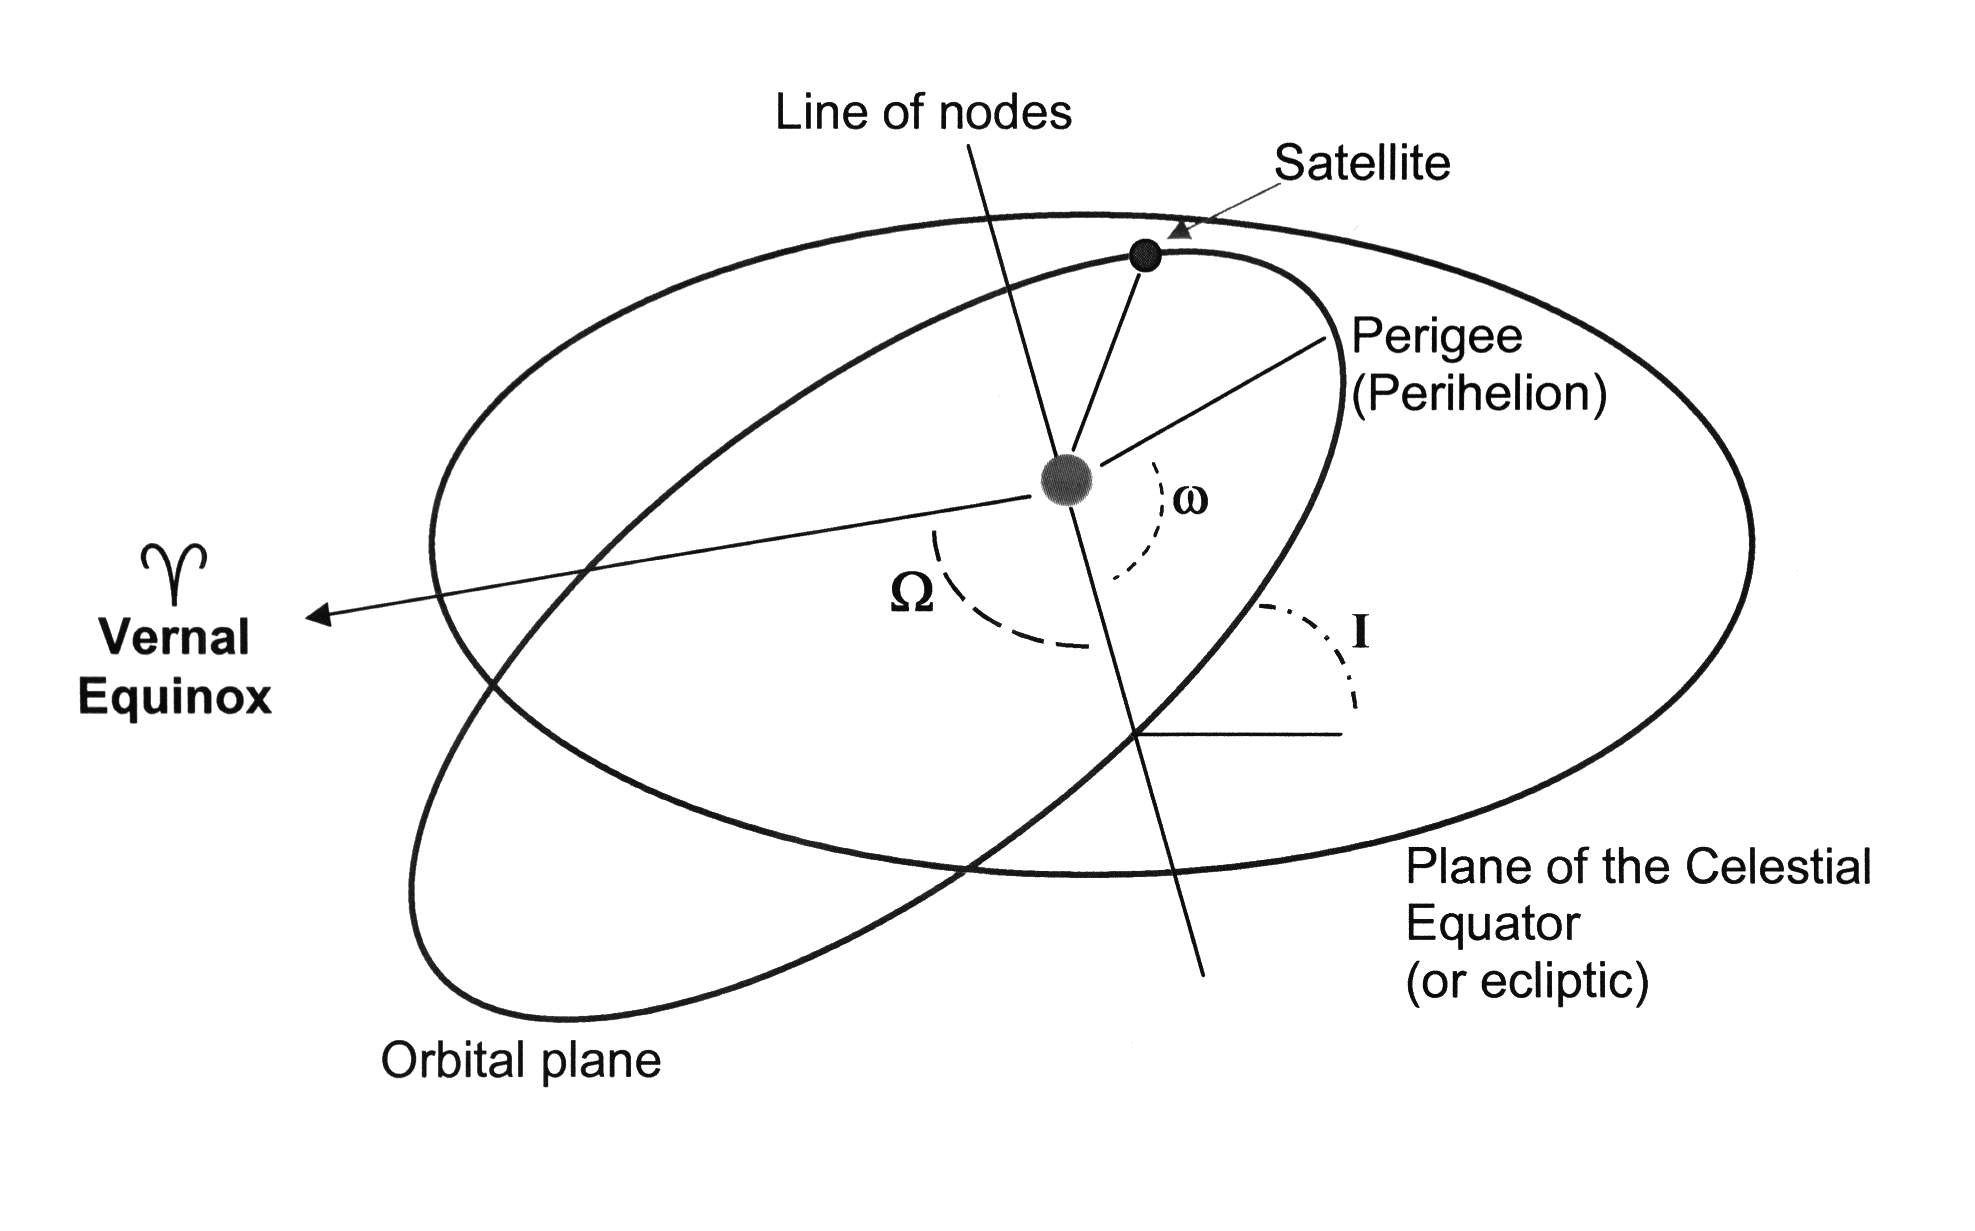 Line of nodes
Satellite
Perigee
(Perihelion)
ω
♈
Vernal
Equinox
Ω
I
Plane of the Celestial
Equator
(or ecliptic)
Orbital plane